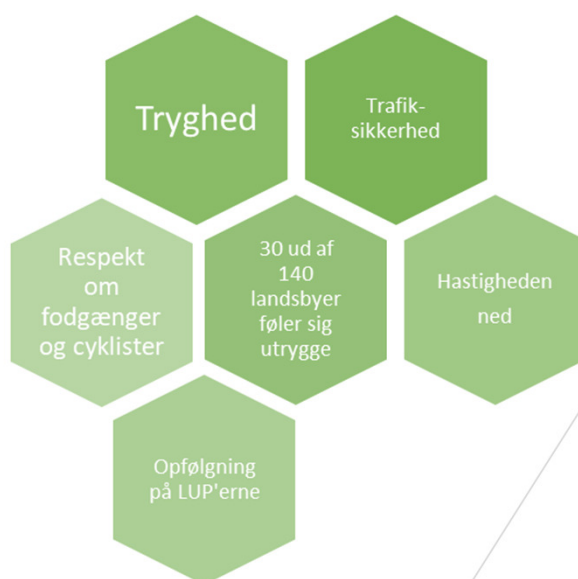 Tryghed
Trafik-
sikkerhed
Respekt
om
fodgænger
og cyklister
30 ud af
140
landsbyer
føler sig
utrygge
Hastigheden
ned
Opfølgning
på LUP'erne